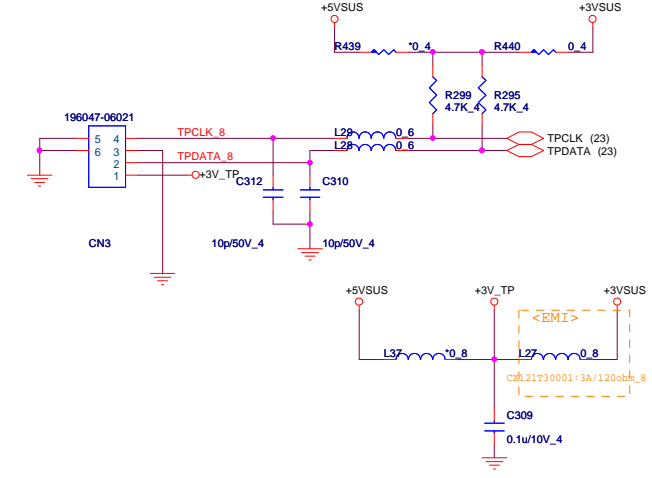 +5VSUS
+3VSUS
R439
*0_4
R440
0_4
R299
4.7K_4
R295
4.7K_4
196047-06021
5
6
4
3
2
1
TPCLK_8
TPDATA_8
+3V_TP
L29
0_6
L28
0_6
TPCLK (23)
TPDATA (23)
C312
C310
CN3
10p/50V_4
10p/50V_4
+5VSUS
+3V_TP
+3VSUS
<EMI>
L37
*0_8
L27
0_8
CX121T30001:3A/120ohm_8
C309
0.1u/10V_4